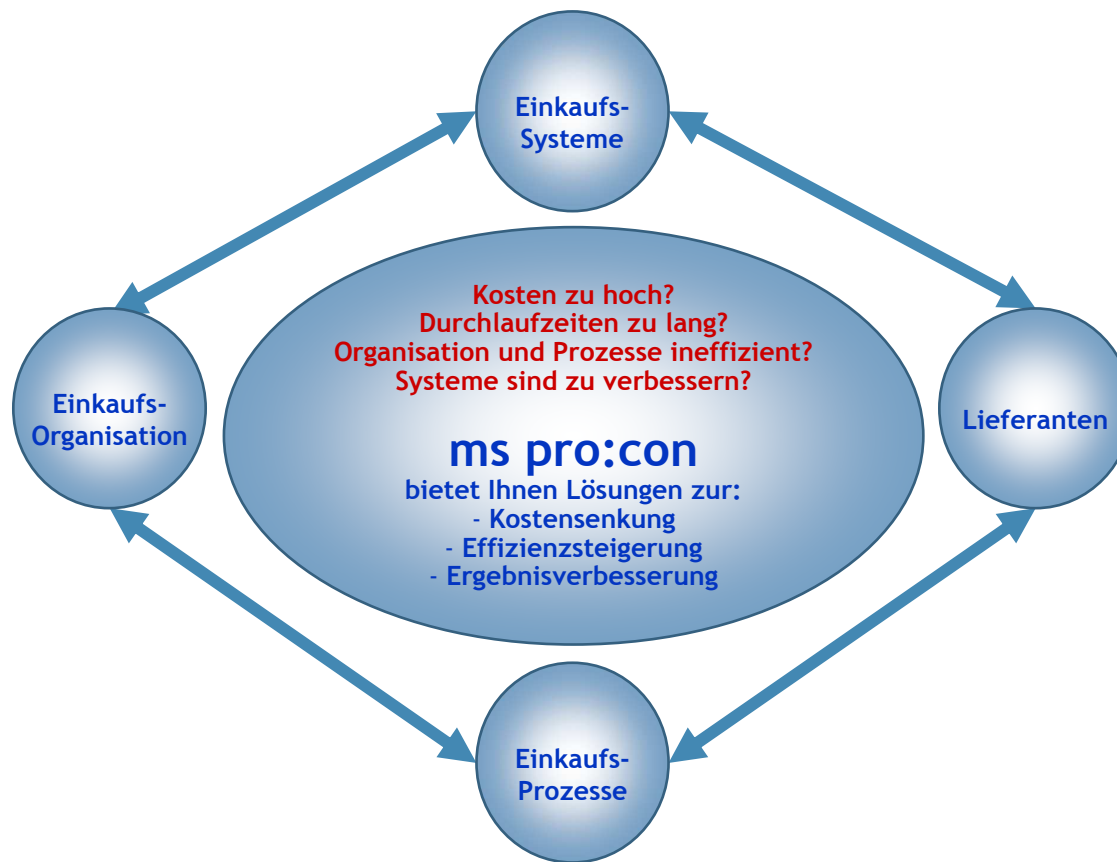 Einkaufs-
Systeme
Kosten zu hoch?
Durchlaufzeiten zu lang?
Organisation und Prozesse ineffizient?
Systeme sind zu verbessern?
Einkaufs-
Organisation
Lieferanten
ms pro:con
bietet Ihnen Lösungen zur:
- Kostensenkung
- Effizienzsteigerung
- Ergebnisverbesserung
Einkaufs-
Prozesse